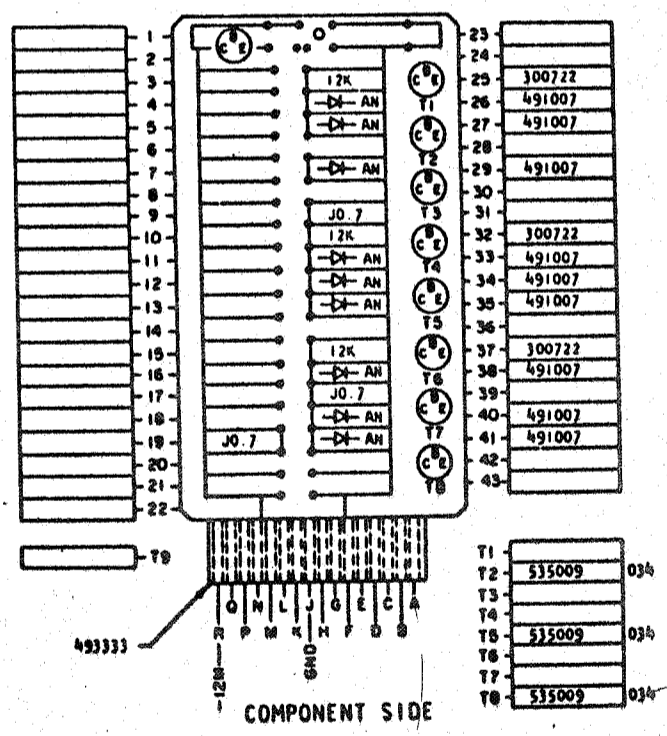 1
2
3
4
5
6
7
8
9
10
11
12
13
14
15
16
17
18
19
20
21
22
T9
C B E
12K
AN
AN
AN
J0.7
12K
AN
AN
AN
12K
AN
J0.7
AN
AN
J0.7
C B E
T1
C B E
T2
C B E
T3
C B E
T4
C B E
T5
C B E
T6
C B E
T7
C B E
T8
23
24
25 300722
26 491007
27 491007
28
29 491007
30
31
32 300722
33 491007
34 491007
35 491007
36
37 300722
38 491007
39
40 491007
41 491007
42
43
T1
T2 535009 034
T3
T4
T5 535009 034
T6
T7
T8 535009 034
493333
R Q P N M L K J H G F E D C B A
-12M
GND
COMPONENT SIDE